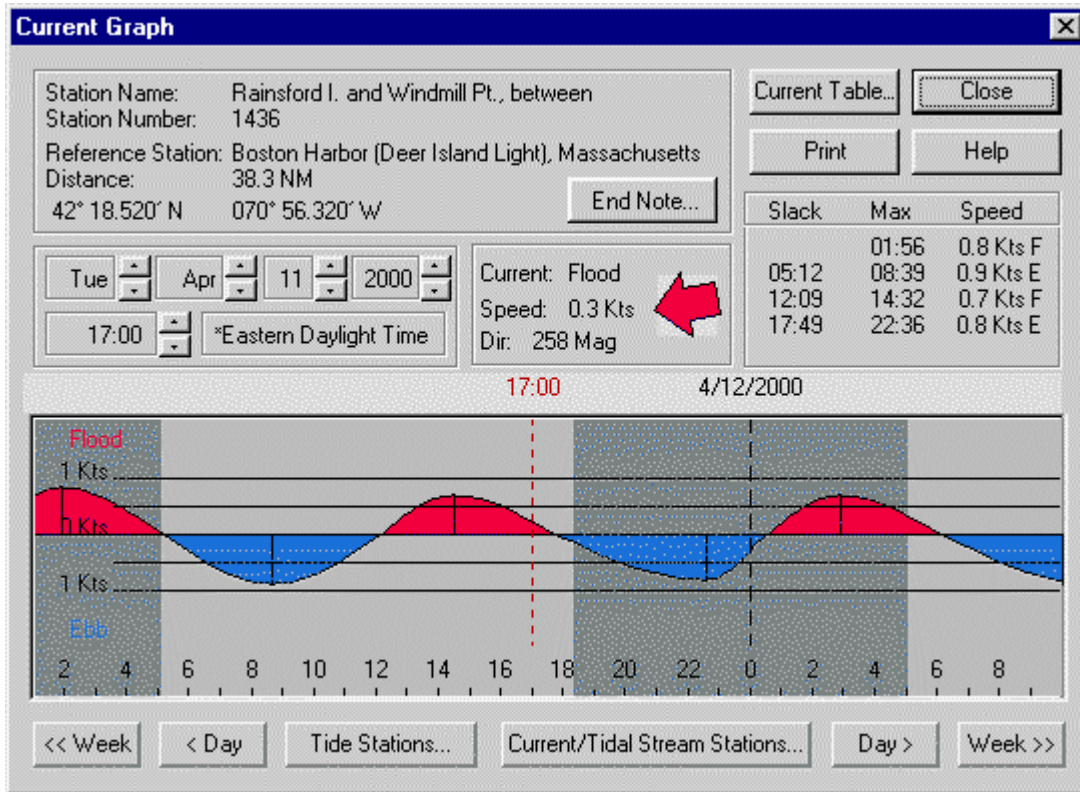 Current Graph
Station Name: Rainsford I. and Windmill Pt., between
Station Number: 1436
Reference Station: Boston Harbor (Deer Island Light), Massachusetts
Distance: 38.3 NM
42° 18.520' N 070° 56.320' W
End Note...
Current Table...
Close
Print
Help
Slack Max Speed
01:56 0.8 Kts F
05:12 08:39 0.9 Kts E
12:09 14:32 0.7 Kts F
17:49 22:36 0.8 Kts E
Tue Apr 11 2000
17:00 *Eastern Daylight Time
Current: Flood
Speed: 0.3 Kts
Dir: 258 Mag
17:00 4/12/2000
Flood
1 Kts
0 Kts
1 Kts
Ebb
2 4 6 8 10 12 14 16 18 20 22 0 2 4 6 8
<< Week < Day Tide Stations... Current/Tidal Stream Stations... Day > Week >>